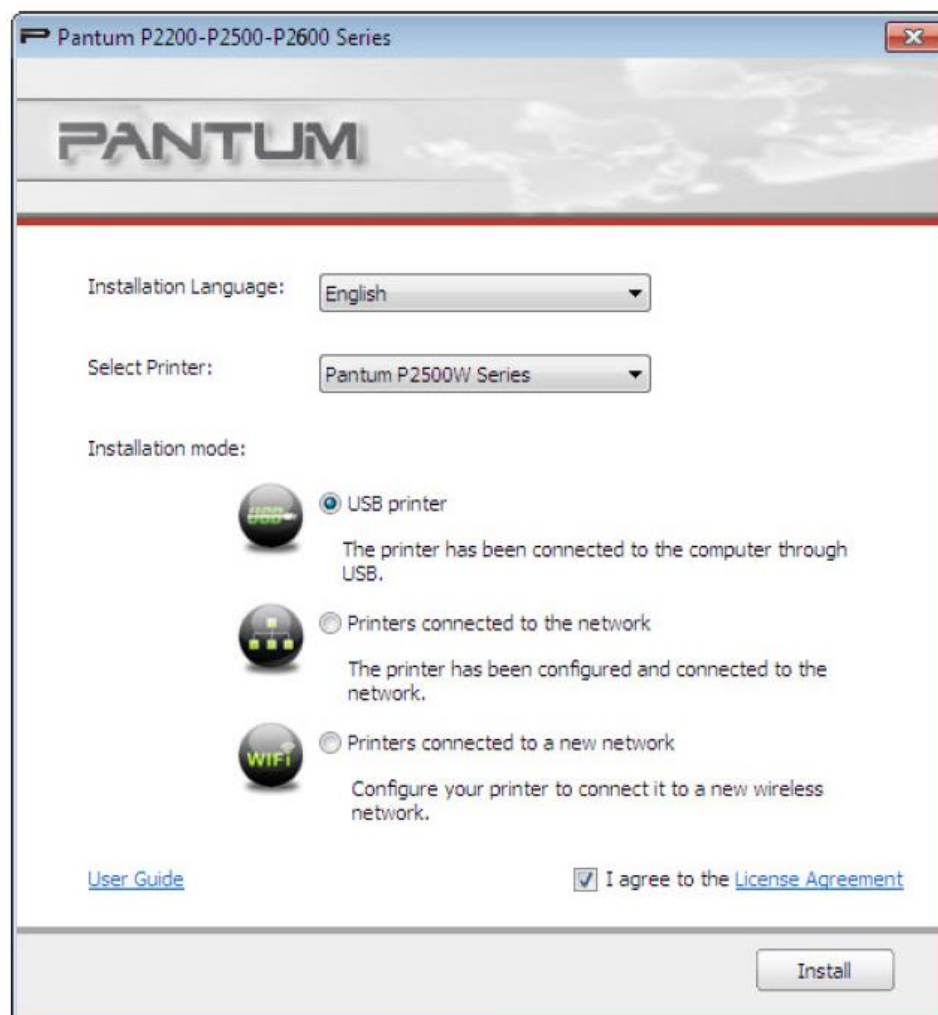 Pantum P2200-P2500-P2600 Series
PANTUM
Installation Language:
English
Select Printer:
Pantum P2500W Series
Installation mode:
USB
USB printer
The printer has been connected to the computer through
USB.
Printers connected to the network
The printer has been configured and connected to the
network.
WIFi
Printers connected to a new network
Configure your printer to connect it to a new wireless
network.
User Guide
I agree to the License Agreement
Install